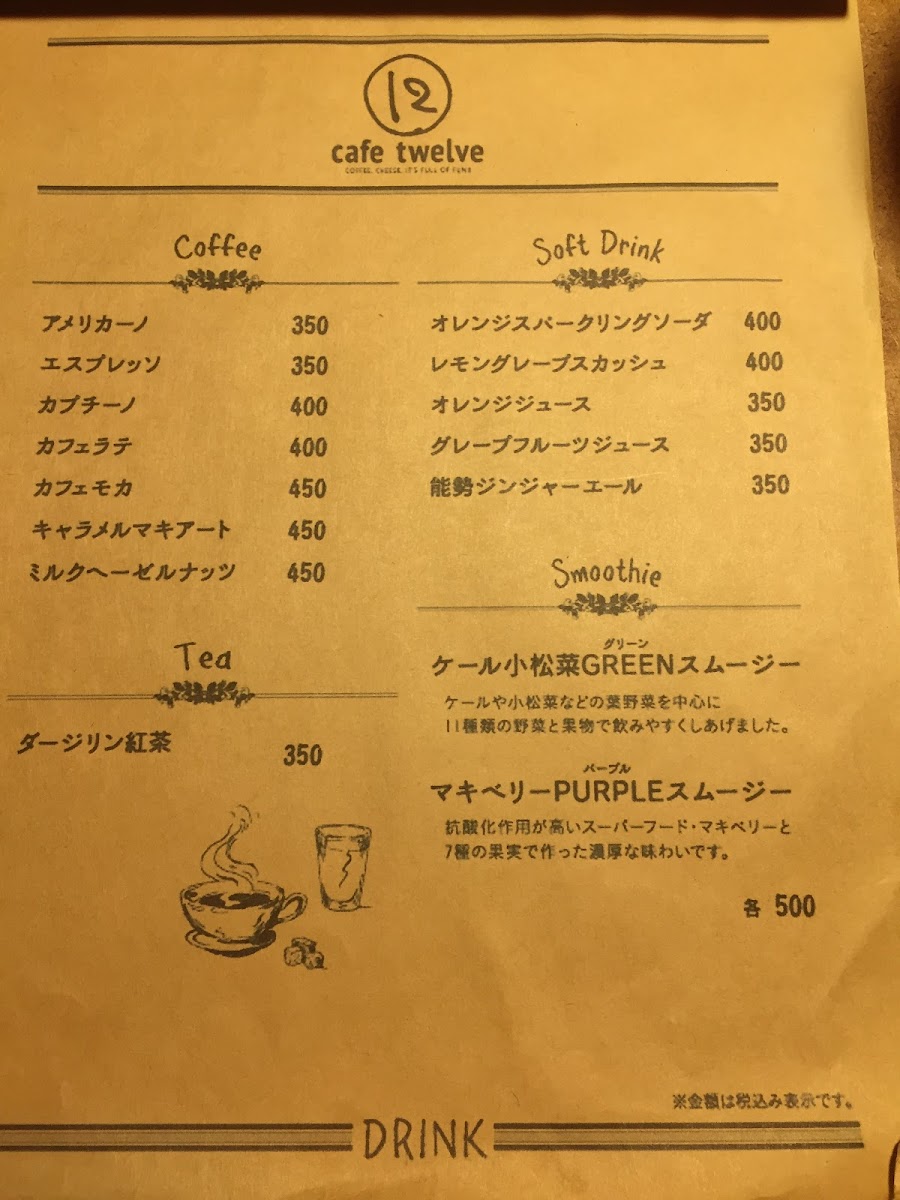 12
cafe twelve
COFFEE, CHEESE, IT'S FULL OF FUN!!
Coffee
アメリカーノ 350
エスプレッソ 350
カプチーノ 400
カフェラテ 400
カフェモカ 450
キャラメルマキアート 450
ミルクヘーゼルナッツ 450
Tea
ダージリン紅茶 350
Soft Drink
オレンジスパークリングソーダ 400
レモングレープスカッシュ 400
オレンジジュース 350
グレープフルーツジュース 350
能勢ジンジャーエール 350
Smoothie
グリーン
ケール小松菜GREENスムージー
ケールや小松菜などの葉野菜を中心に
11種類の野菜と果物で飲みやすくしあげました。
パープル
マキベリーPURPLEスムージー
抗酸化作用が高いスーパーフード・マキベリーと
7種の果実で作った濃厚な味わいです。
各 500
※金額は税込み表示です。
DRINK